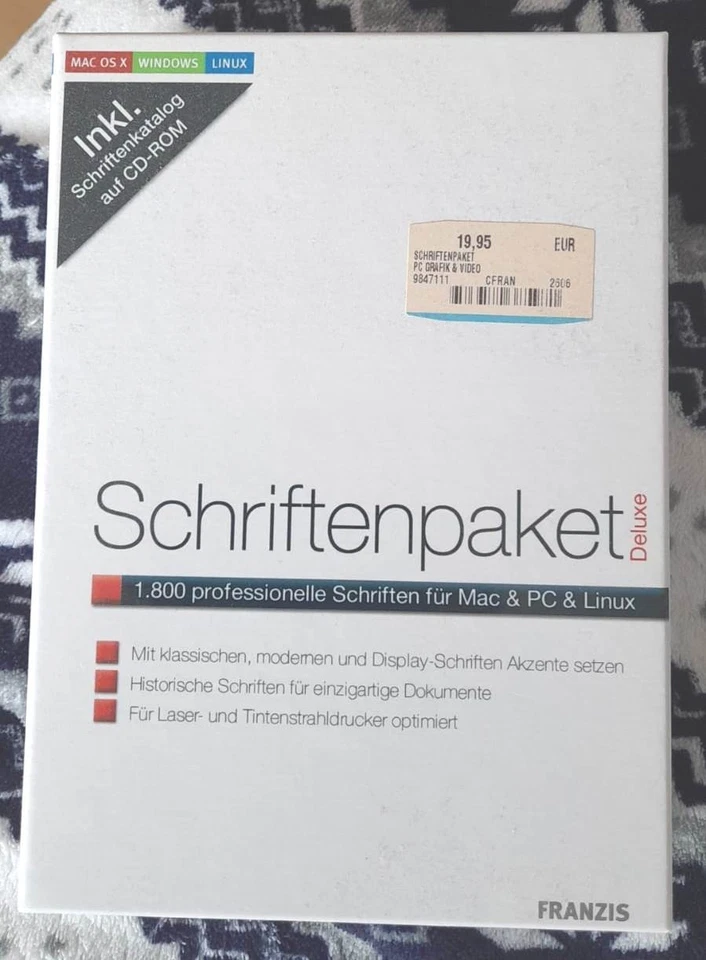 MAC OS X WINDOWS LINUX
Inkl.
Schriftenkatalog
auf CD-ROM
19,95 EUR
SCHRIFTENPAKET
PC GRAFIK & VIDEO
9847111 CFRAN 2606
Schriftenpaket Deluxe
1.800 professionelle Schriften für Mac & PC & Linux
Mit klassischen, modernen und Display-Schriften Akzente setzen
Historische Schriften für einzigartige Dokumente
Für Laser- und Tintenstrahldrucker optimiert
FRANZIS